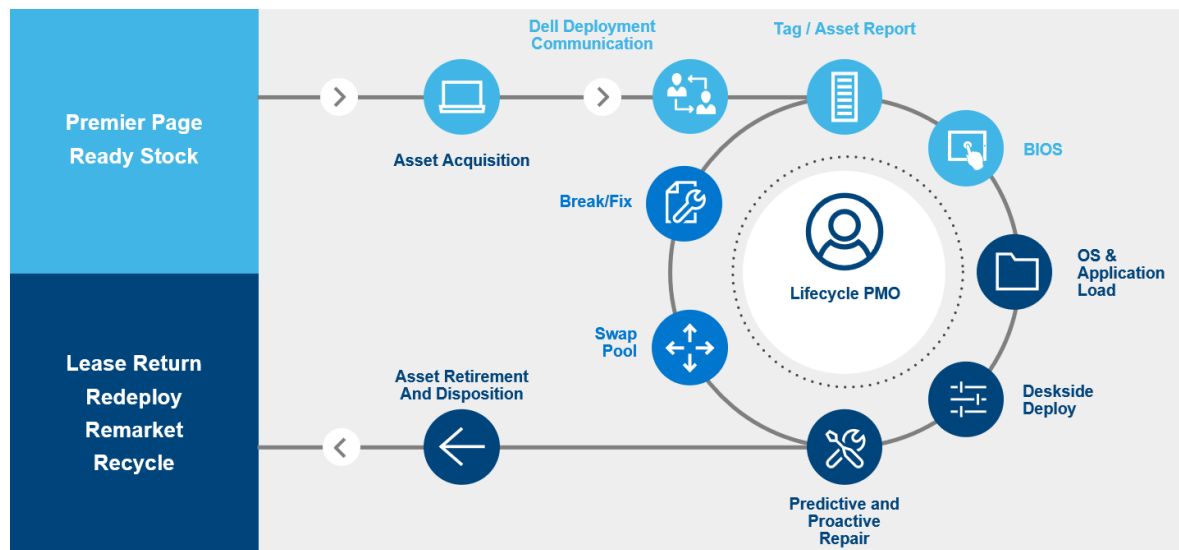 Premier Page
Ready Stock
Lease Return
Redeploy
Remarket
Recycle
Asset Acquisition
Dell Deployment
Communication
Tag / Asset Report
BIOS
OS &
Application
Load
Deskside
Deploy
Predictive and
Proactive
Repair
Swap
Pool
Break/Fix
Lifecycle PMO
Asset Retirement
And Disposition